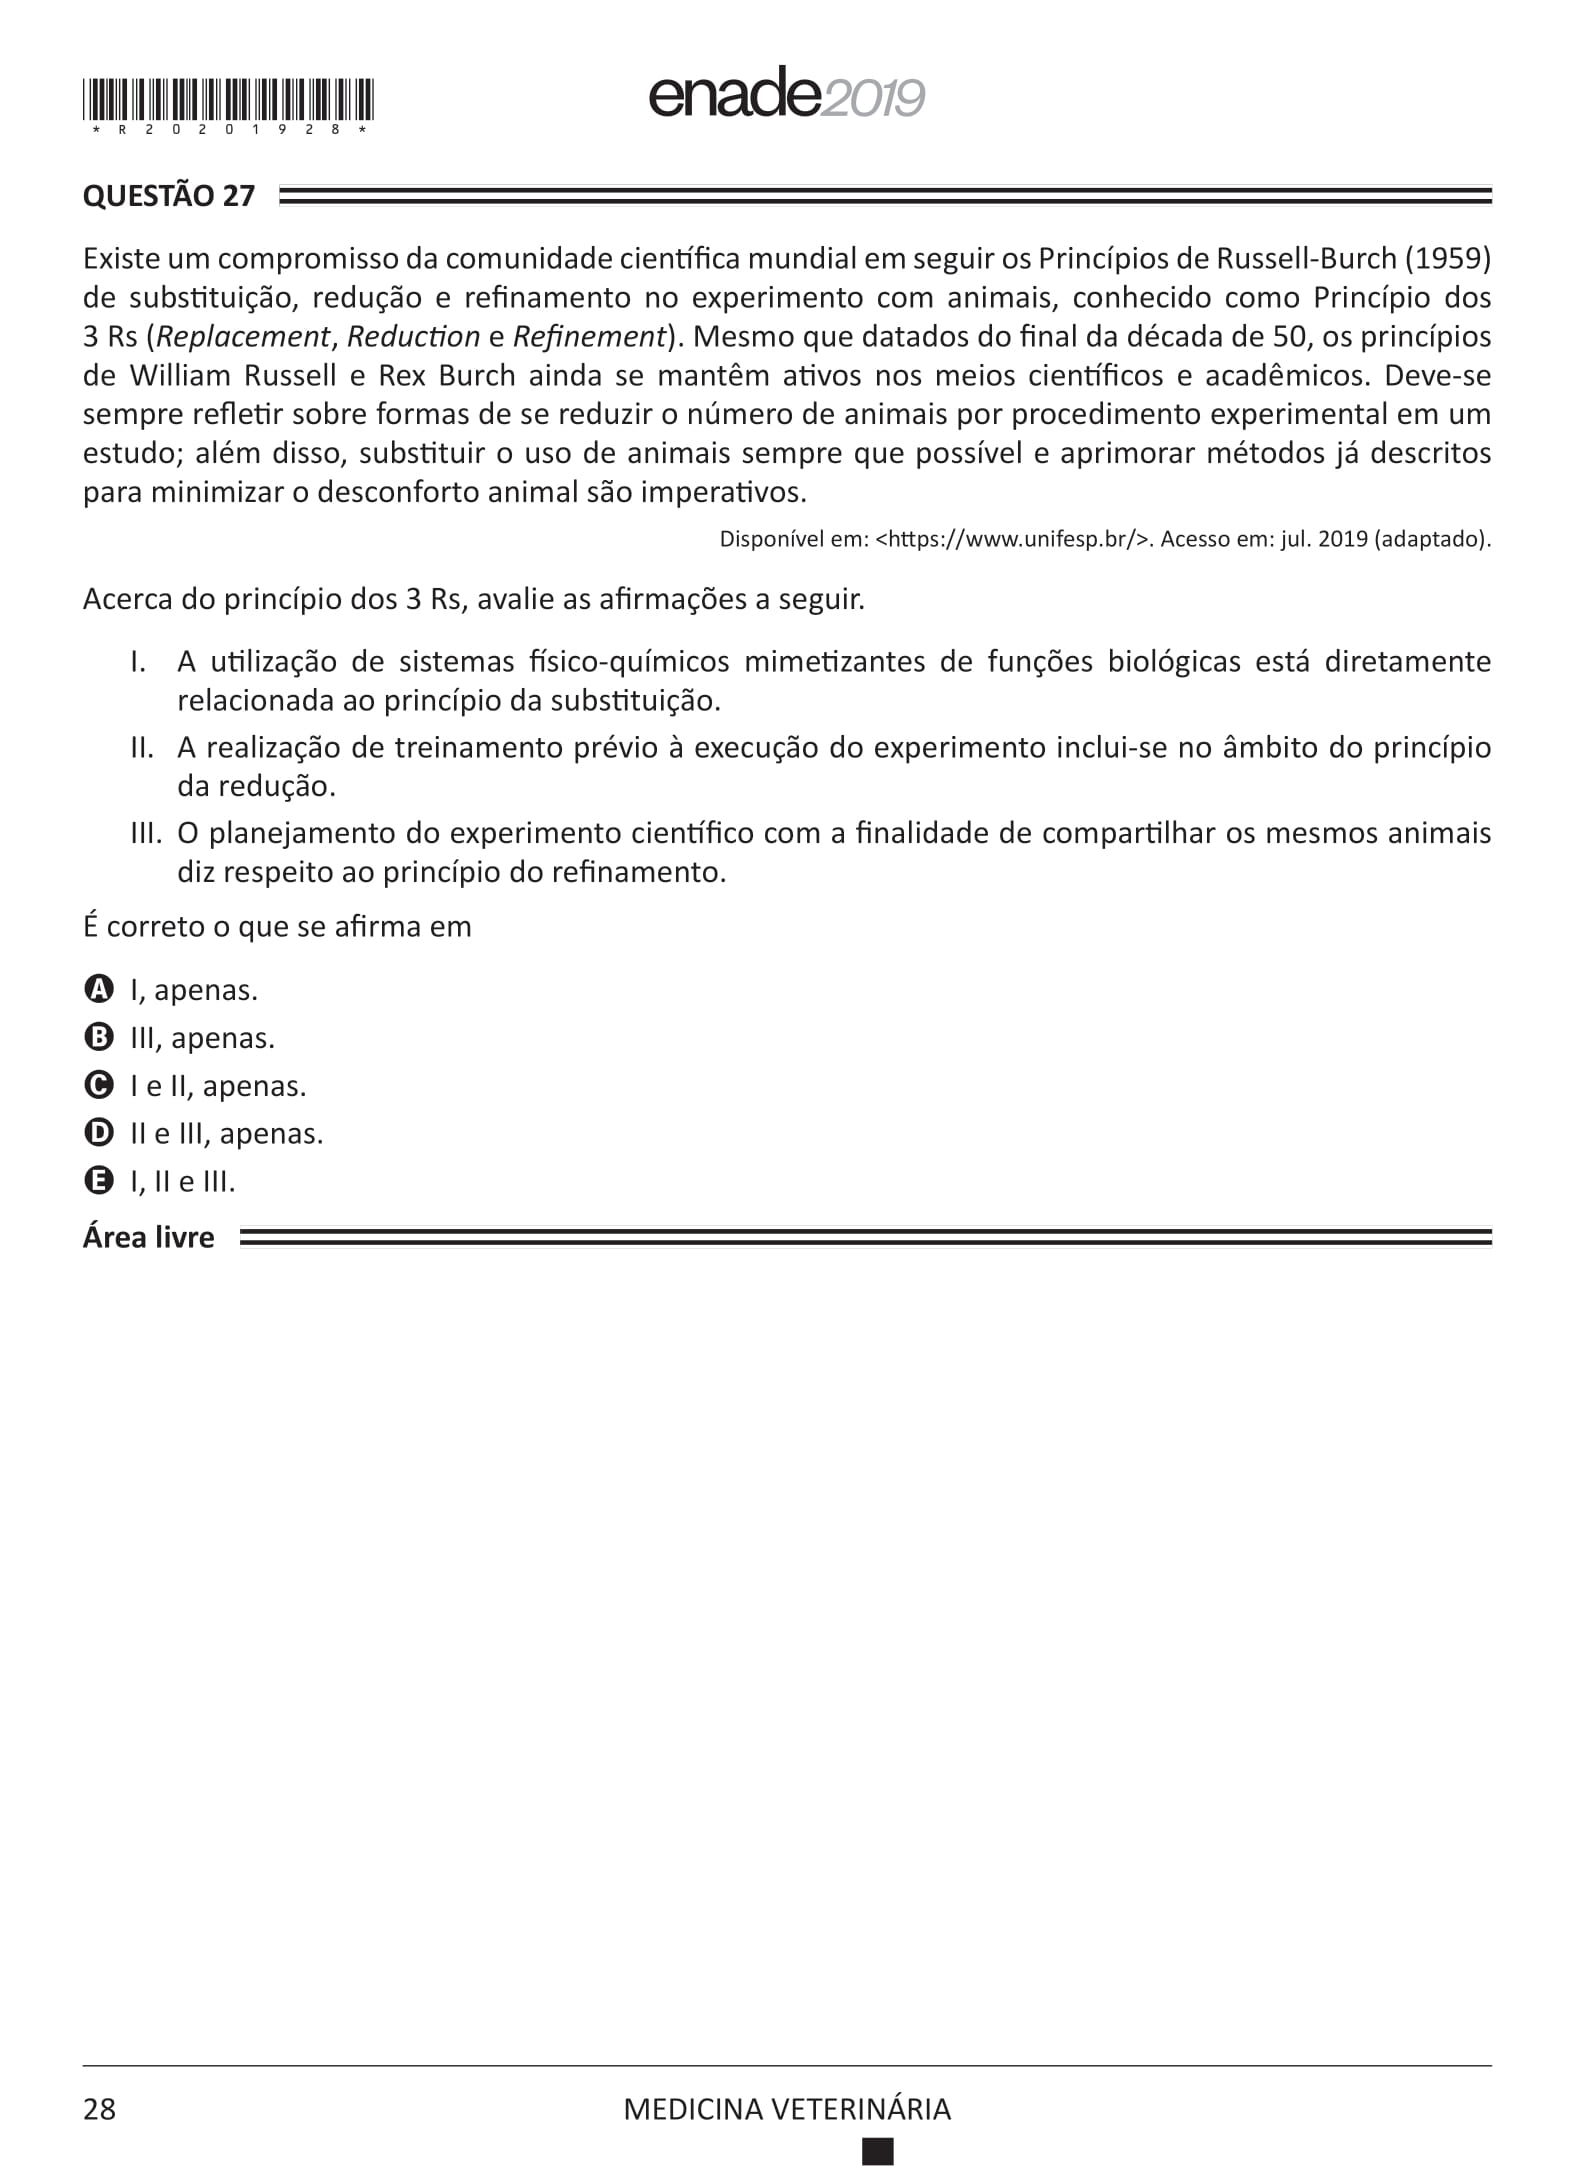 *R20201928*
enade2019
QUESTÃO 27
Existe um compromisso da comunidade científica mundial em seguir os Princípios de Russell-Burch (1959)
de substituição, redução e refinamento no experimento com animais, conhecido como Princípio dos
3 Rs (Replacement, Reduction e Refinement). Mesmo que datados do final da década de 50, os princípios
de William Russell e Rex Burch ainda se mantêm ativos nos meios científicos e acadêmicos. Deve-se
sempre refletir sobre formas de se reduzir o número de animais por procedimento experimental em um
estudo; além disso, substituir o uso de animais sempre que possível e aprimorar métodos já descritos
para minimizar o desconforto animal são imperativos.
Disponível em: <https://www.unifesp.br/>. Acesso em: jul. 2019 (adaptado).
Acerca do princípio dos 3 Rs, avalie as afirmações a seguir.
I. A utilização de sistemas físico-químicos mimetizantes de funções biológicas está diretamente
relacionada ao princípio da substituição.
II. A realização de treinamento prévio à execução do experimento inclui-se no âmbito do princípio
da redução.
III. O planejamento do experimento científico com a finalidade de compartilhar os mesmos animais
diz respeito ao princípio do refinamento.
É correto o que se afirma em
A I, apenas.
B III, apenas.
C I e II, apenas.
D II e III, apenas.
E I, II e III.
Área livre
28
MEDICINA VETERINÁRIA